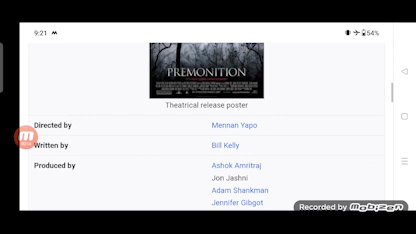 9:21
54%
PREMONITION
Theatrical release poster
Directed by Mennan Yapo
Written by Bill Kelly
Produced by Ashok Amritraj
Jon Jashni
Adam Shankman
Jennifer Gibgot
Recorded by Mobizen